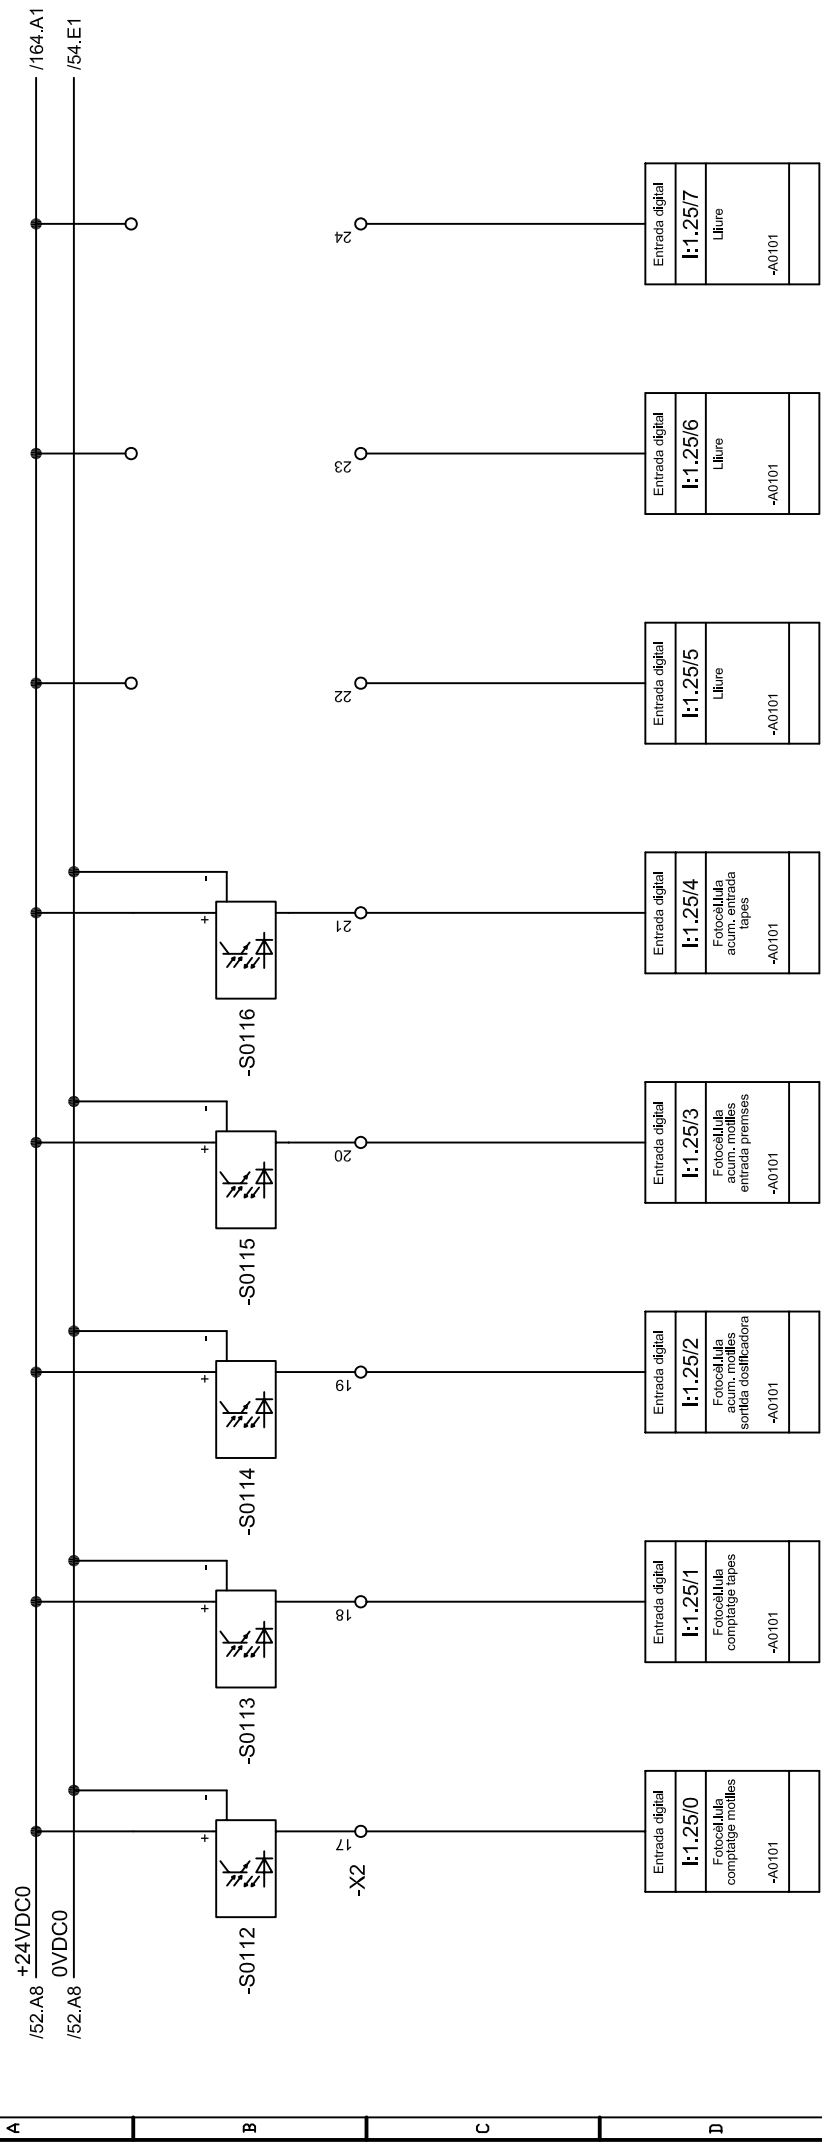 /52.A8
+24VDC0
/164.A1
/52.A8
0VDC0
/54.E1
A
B
C
D
+
-
-S0112
+
-
-S0113
+
-
-S0114
+
-
-S0115
+
-
-S0116
-X2
17
18
19
20
21
22
23
24
Entrada digital
I:1.25/0
Fotocèl.lula
comptatge motlles
-A0101
Entrada digital
I:1.25/1
Fotocèl.lula
comptatge tapes
-A0101
Entrada digital
I:1.25/2
Fotocèl.lula
acum. motlles
sortida dosificadora
-A0101
Entrada digital
I:1.25/3
Fotocèl.lula
acum. motlles
entrada premses
-A0101
Entrada digital
I:1.25/4
Fotocèl.lula
acum. entrada
tapes
-A0101
Entrada digital
I:1.25/5
Lliure
-A0101
Entrada digital
I:1.25/6
Lliure
-A0101
Entrada digital
I:1.25/7
Lliure
-A0101